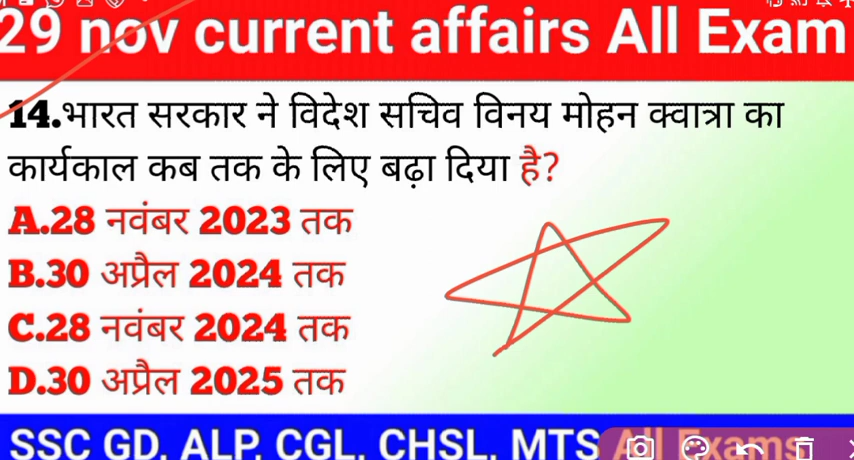 29 nov current affairs All Exam
14.भारत सरकार ने विदेश सचिव विनय मोहन क्वात्रा का
कार्यकाल कब तक के लिए बढ़ा दिया है?
A.28 नवंबर 2023 तक
B.30 अप्रैल 2024 तक
C.28 नवंबर 2024 तक
D.30 अप्रैल 2025 तक
SSC GD, ALP, CGL, CHSL, MTS All Exams